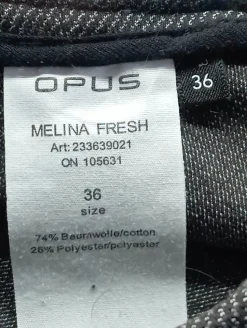 OPUS
36
MELINA FRESH
Art: 233639021
ON 105631
36
size
74% Baumwolle/cotton
26% Polyester/polyester